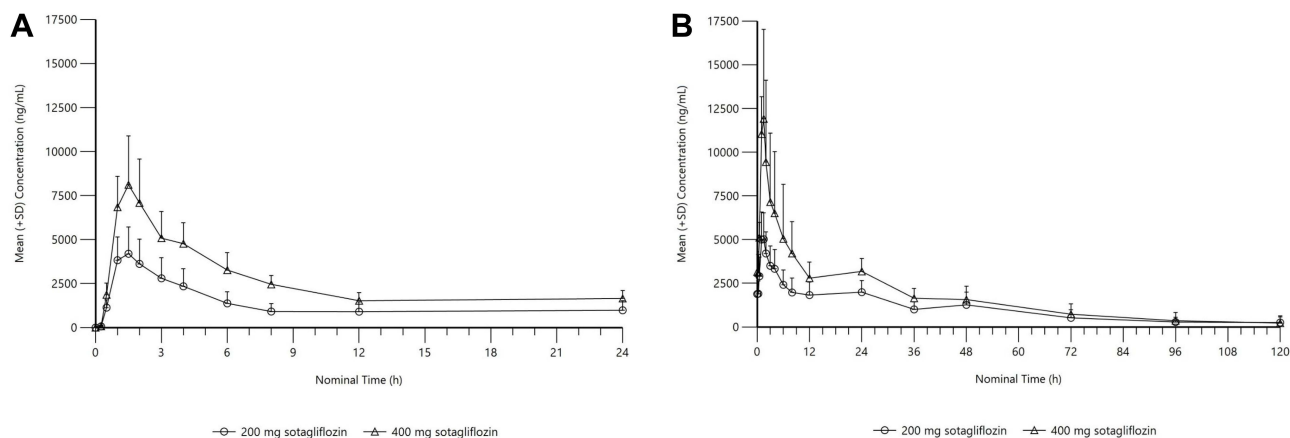 A
17500
15000
12500
10000
7500
5000
2500
0
Mean (+SD) Concentration (ng/mL)
0 3 6 9 12 15 18 21 24
Nominal Time (h)
200 mg sotagliflozin 400 mg sotagliflozin
B
17500
15000
12500
10000
7500
5000
2500
0
Mean (+SD) Concentration (ng/mL)
0 12 24 36 48 60 72 84 96 108 120
Nominal Time (h)
200 mg sotagliflozin 400 mg sotagliflozin